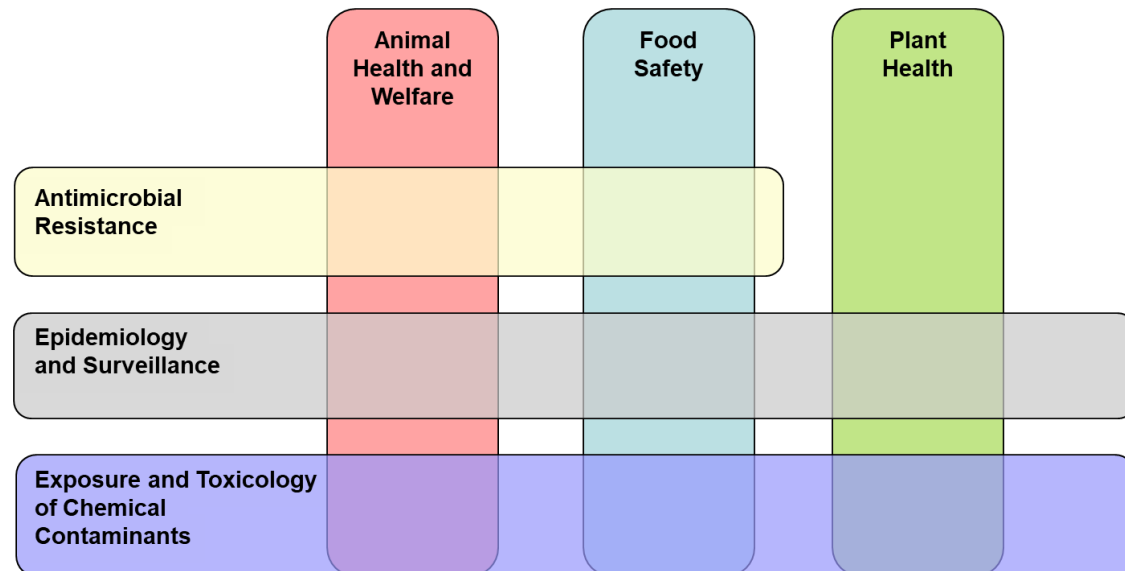 Animal
Health and
Welfare
Food
Safety
Plant
Health
Antimicrobial
Resistance
Epidemiology
and Surveillance
Exposure and Toxicology
of Chemical
Contaminants